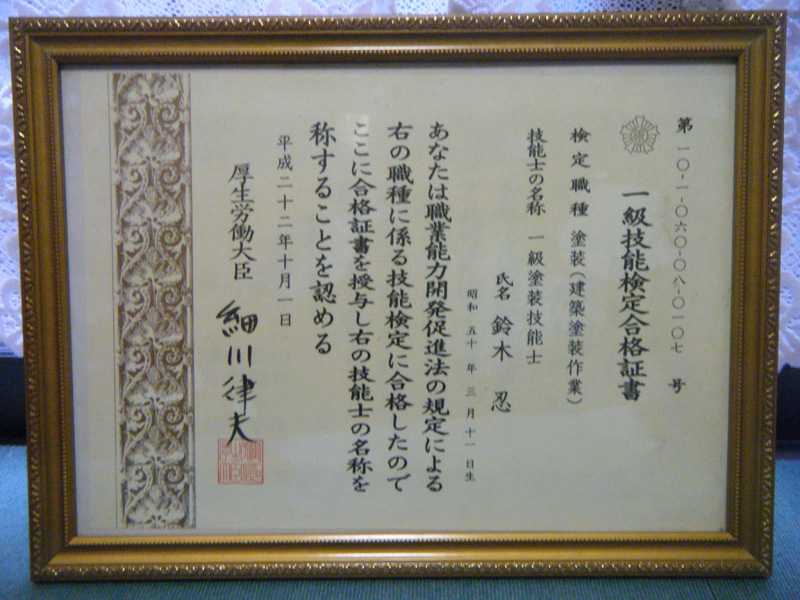 第一〇-一-〇六〇-〇八-〇一〇七号
一級技能検定合格証書
検定職種 塗装(建築塗装作業)
技能士の名称 一級塗装技能士
氏名 鈴木 忍
昭和五十年三月十一日生
あなたは職業能力開発促進法の規定による
右の職種に係る技能検定に合格したので
ここに合格証書を授与し右の技能士の名称を
称することを認める
平成二十二年十月一日
厚生労働大臣 細川律夫